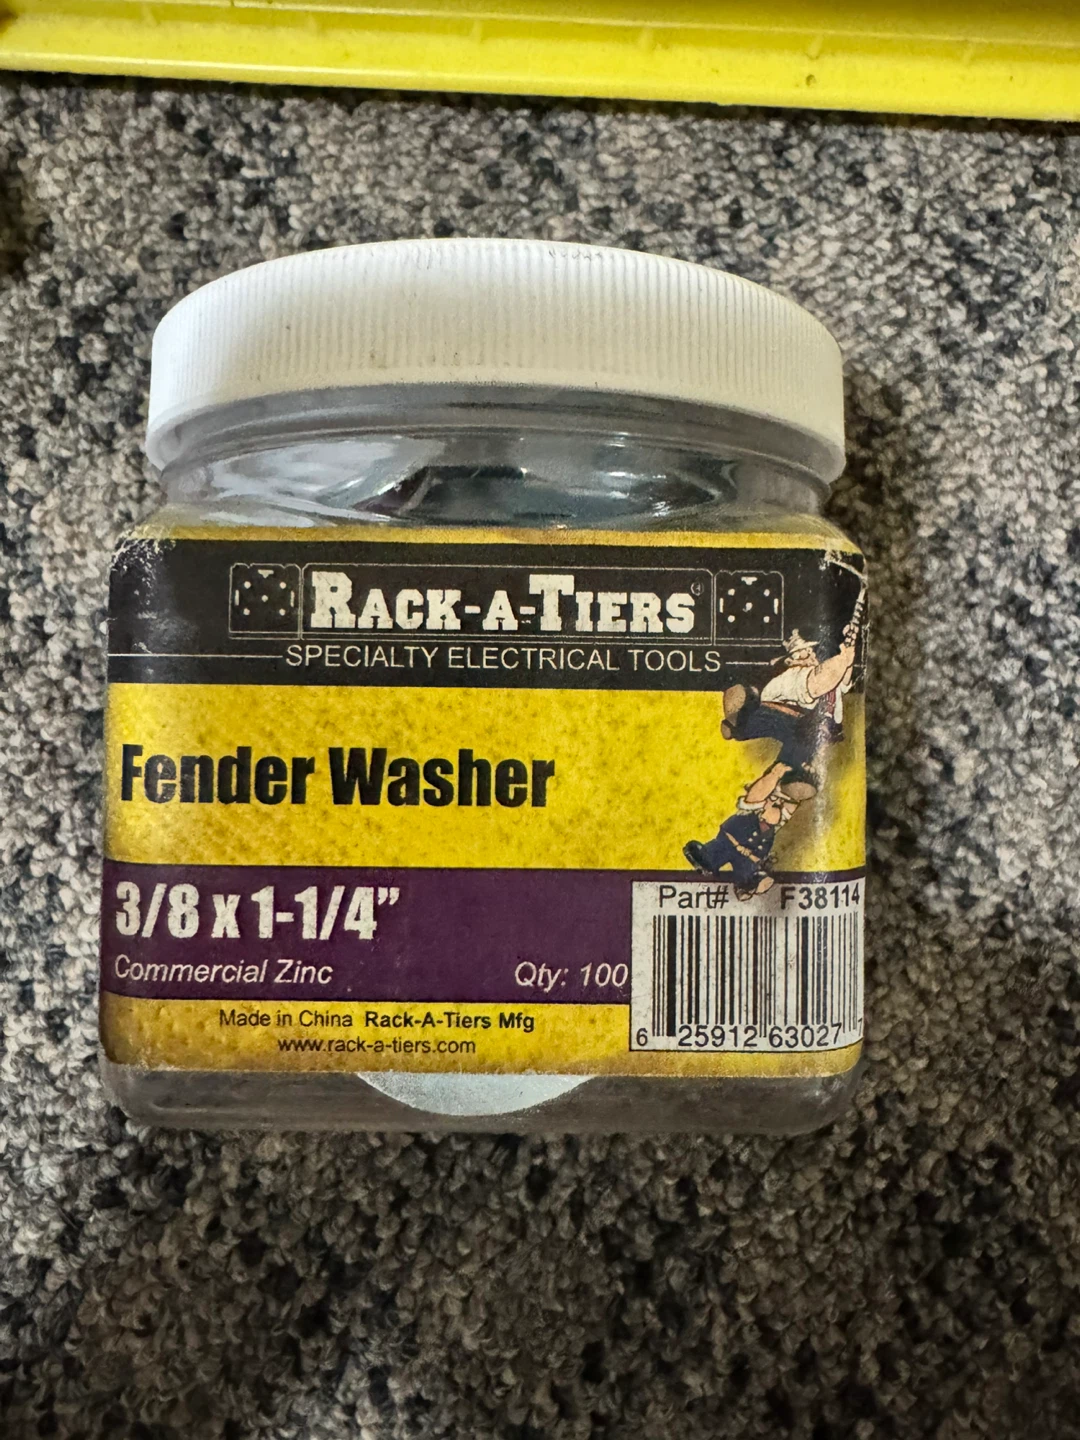 RACK-A-TIERS®
SPECIALTY ELECTRICAL TOOLS
Fender Washer
3/8 x 1-1/4”
Commercial Zinc Qty: 100
Part# F38114
6 25912 63027 7
Made in China Rack-A-Tiers Mfg
www.rack-a-tiers.com